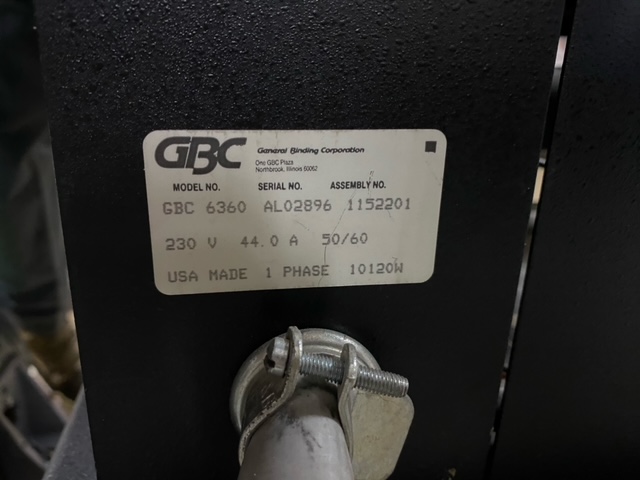 GBC General Binding Corporation
One GBC Plaza
Northbrook, Illinois 60062
MODEL NO. SERIAL NO. ASSEMBLY NO.
GBC 6360 AL02896 1152201
230 V 44.0 A 50/60
USA MADE 1 PHASE 10120W